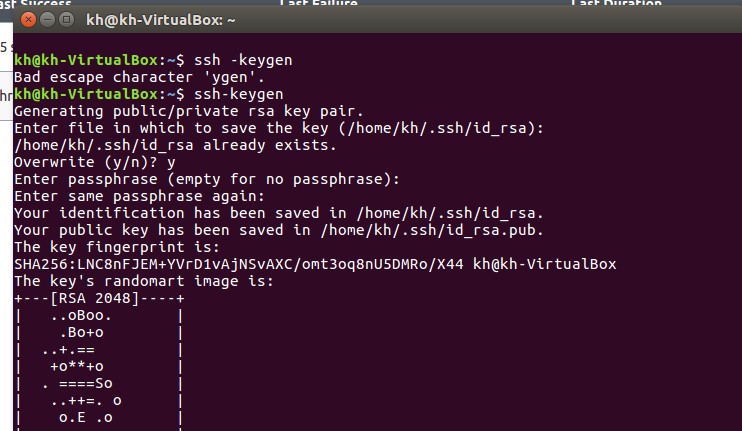 Last Failure
Last Duration
kh@kh-VirtualBox: ~
kh@kh-VirtualBox:~$ ssh -keygen
Bad escape character 'ygen'.
kh@kh-VirtualBox:~$ ssh-keygen
Generating public/private rsa key pair.
Enter file in which to save the key (/home/kh/.ssh/id_rsa):
/home/kh/.ssh/id_rsa already exists.
Overwrite (y/n)? y
Enter passphrase (empty for no passphrase):
Enter same passphrase again:
Your identification has been saved in /home/kh/.ssh/id_rsa.
Your public key has been saved in /home/kh/.ssh/id_rsa.pub.
The key fingerprint is:
SHA256:LNC8nFJEM+YVrD1vAjNSvAXC/omt3oq8nU5DMRo/X44 kh@kh-VirtualBox
The key's randomart image is:
+---[RSA 2048]----+
|   ..oBoo.       |
|    .Bo+o        |
|  ..+.==         |
|   +o**+o        |
|  . ====So       |
|   ..++=. o      |
|    o.E .o       |